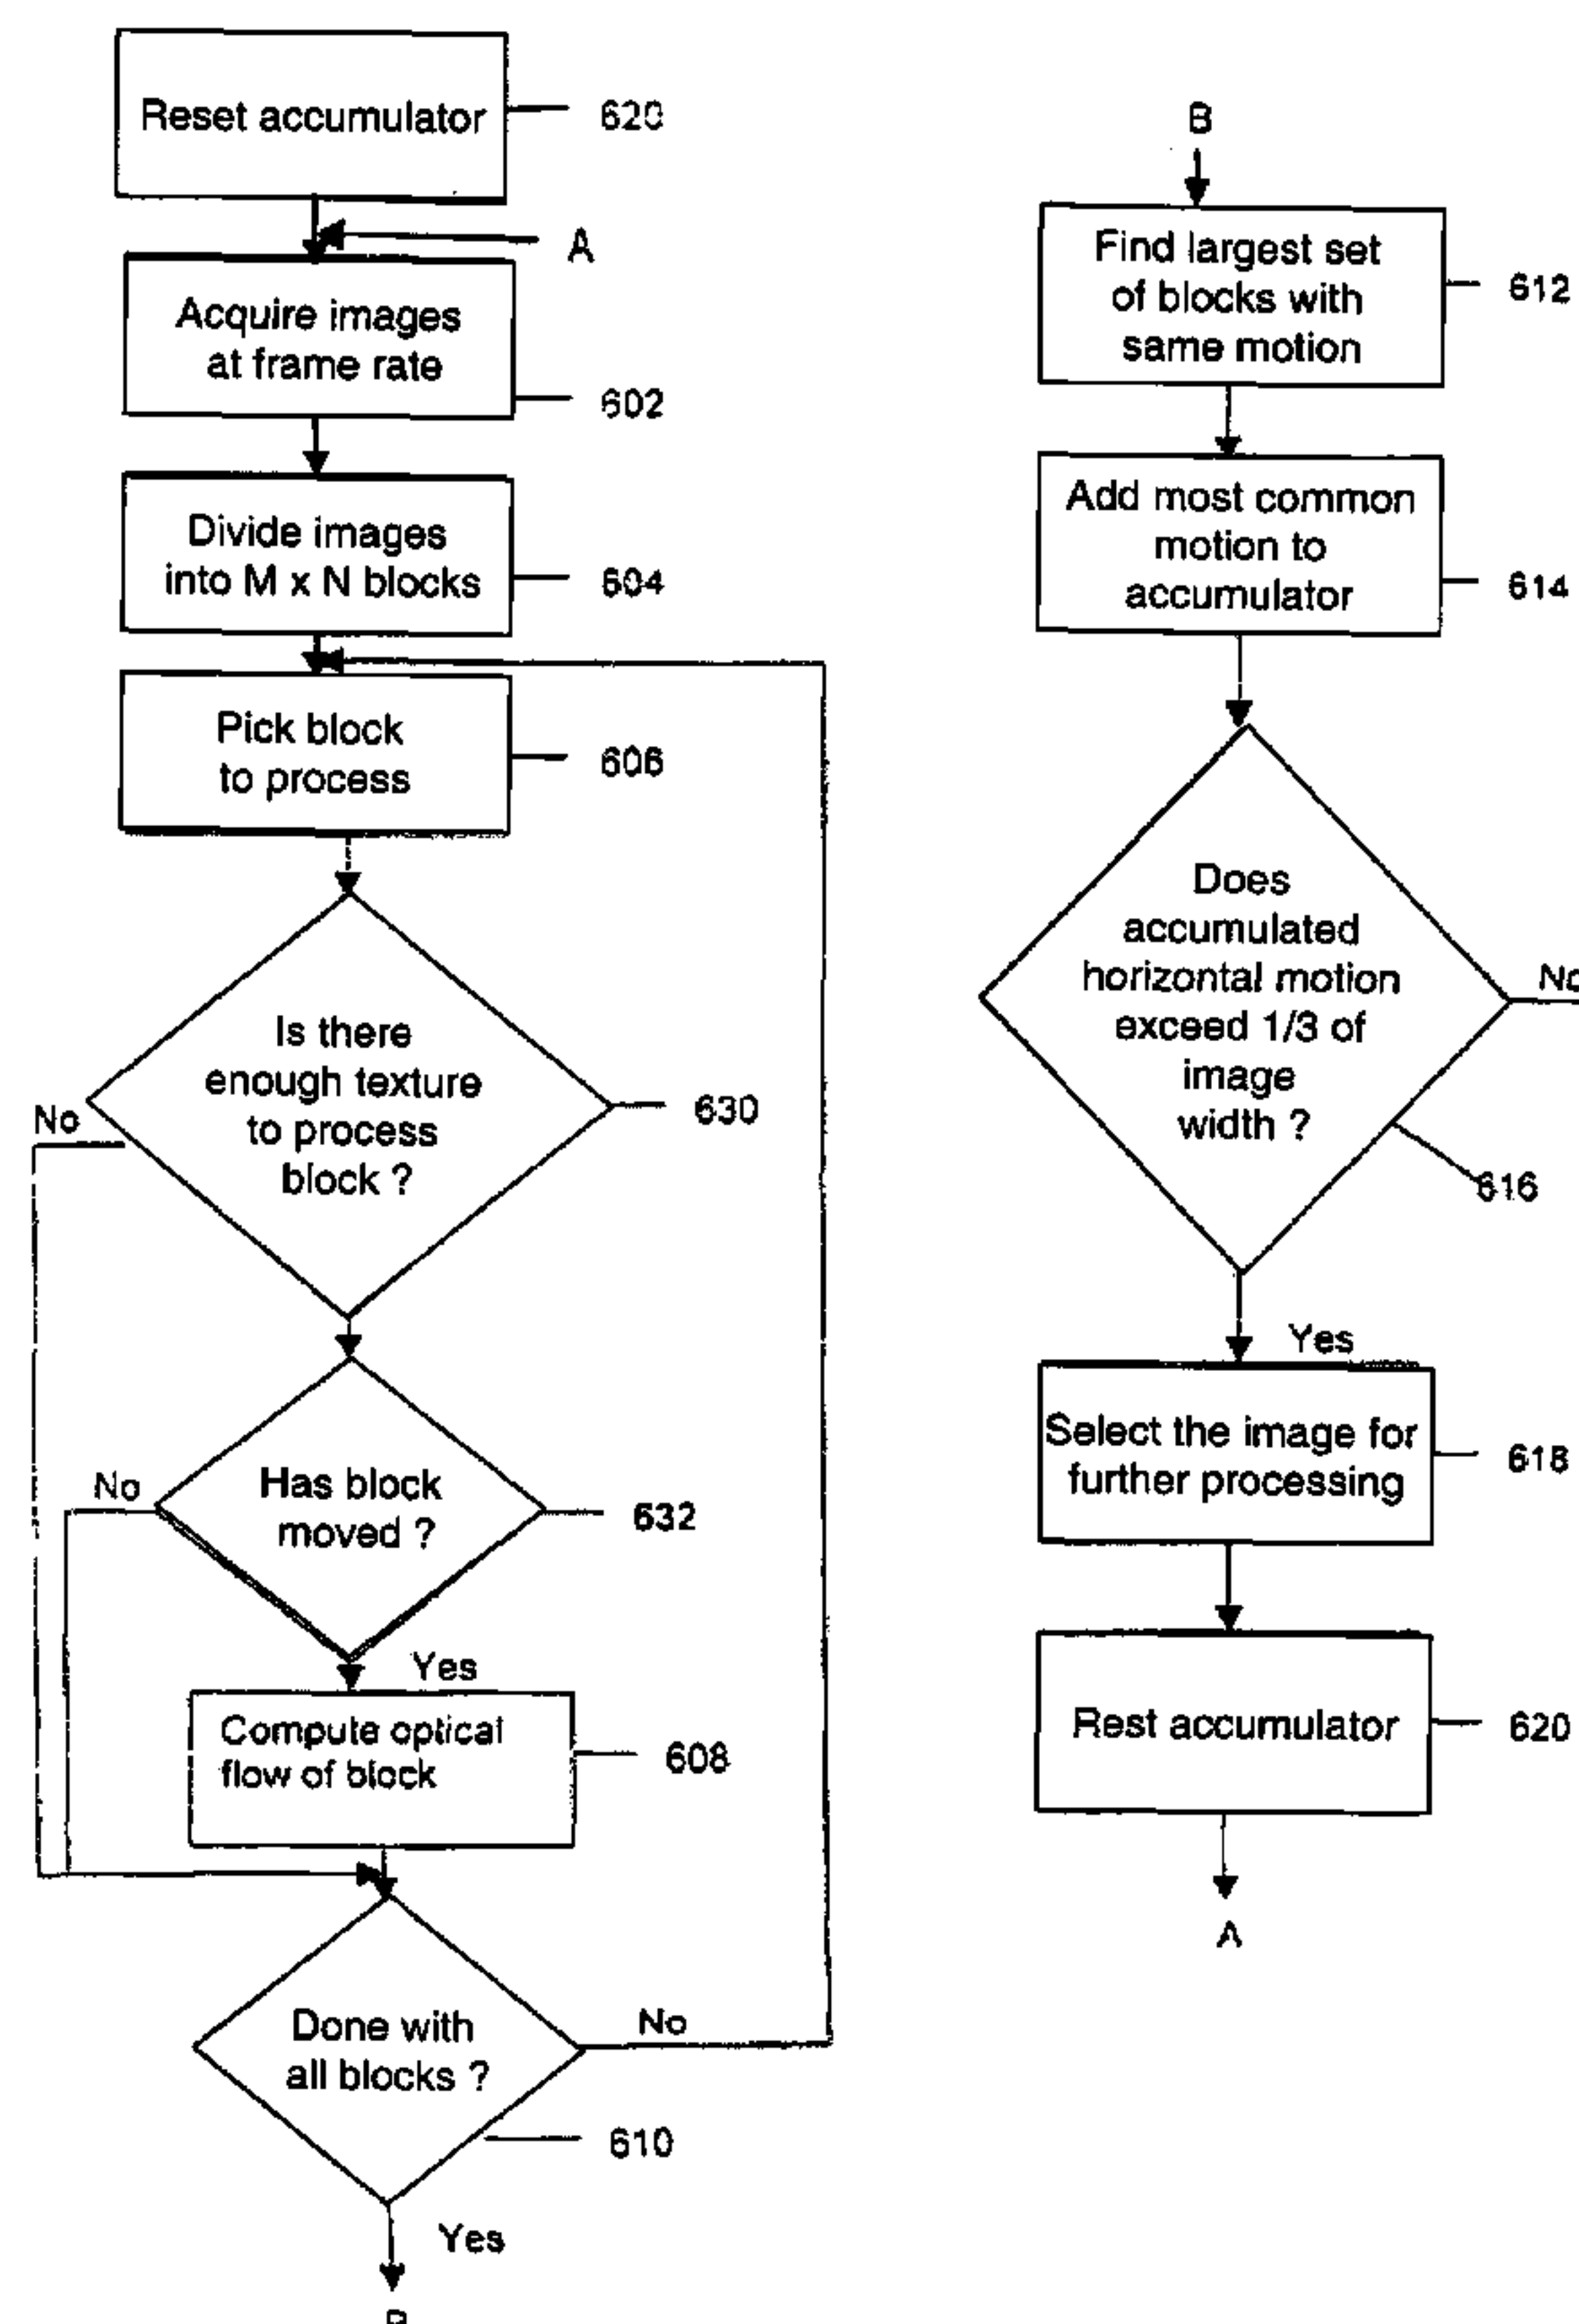 Reset accumulator
620
A
Acquire images
at frame rate
602
Divide images
into M x N blocks
604
Pick block
to process
606
Is there
enough texture
to process
block ?
630
No
Has block
moved ?
632
No
Yes
Compute optical
flow of block
608
Done with
all blocks ?
No
610
Yes
B
Find largest set
of blocks with
same motion
612
Add most common
motion to
accumulator
614
Does
accumulated
horizontal motion
exceed 1/3 of
image
width ?
No
616
Yes
Select the image for
further processing
618
Rest accumulator
620
A